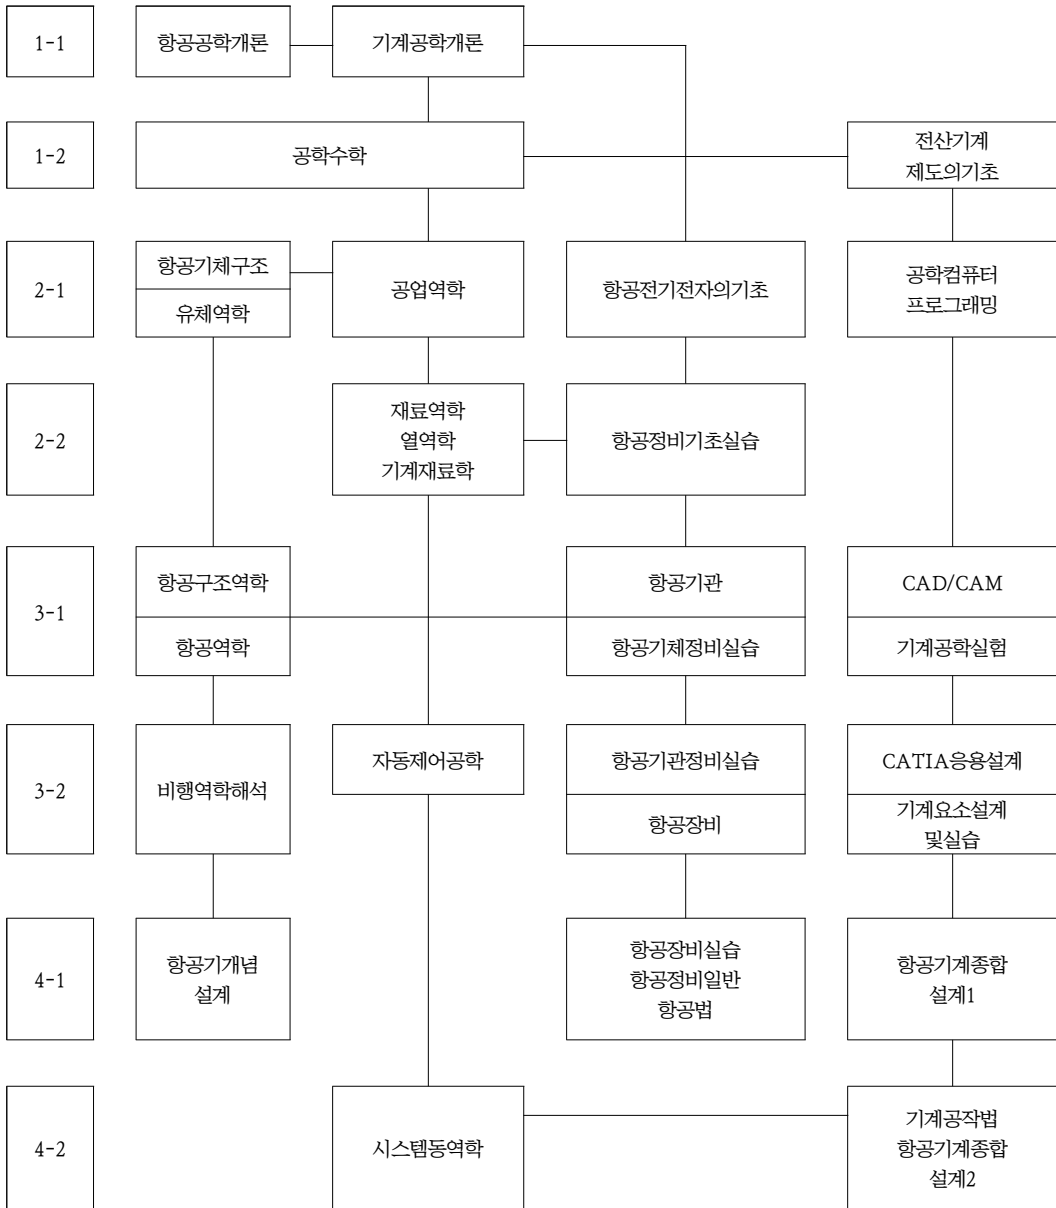 1-1
항공공학개론
기계공학개론
1-2
공학수학
전산기계
제도의기초
2-1
항공기체구조
유체역학
공업역학
항공전기전자의기초
공학컴퓨터
프로그래밍
2-2
재료역학
열역학
기계재료학
항공정비기초실습
3-1
항공구조역학
항공역학
항공기관
항공기체정비실습
CAD/CAM
기계공학실험
3-2
비행역학해석
자동제어공학
항공기관정비실습
항공장비
CATIA응용설계
기계요소설계
및실습
4-1
항공기개념
설계
항공장비실습
항공정비일반
항공법
항공기계종합
설계1
4-2
시스템동역학
기계공작법
항공기계종합
설계2